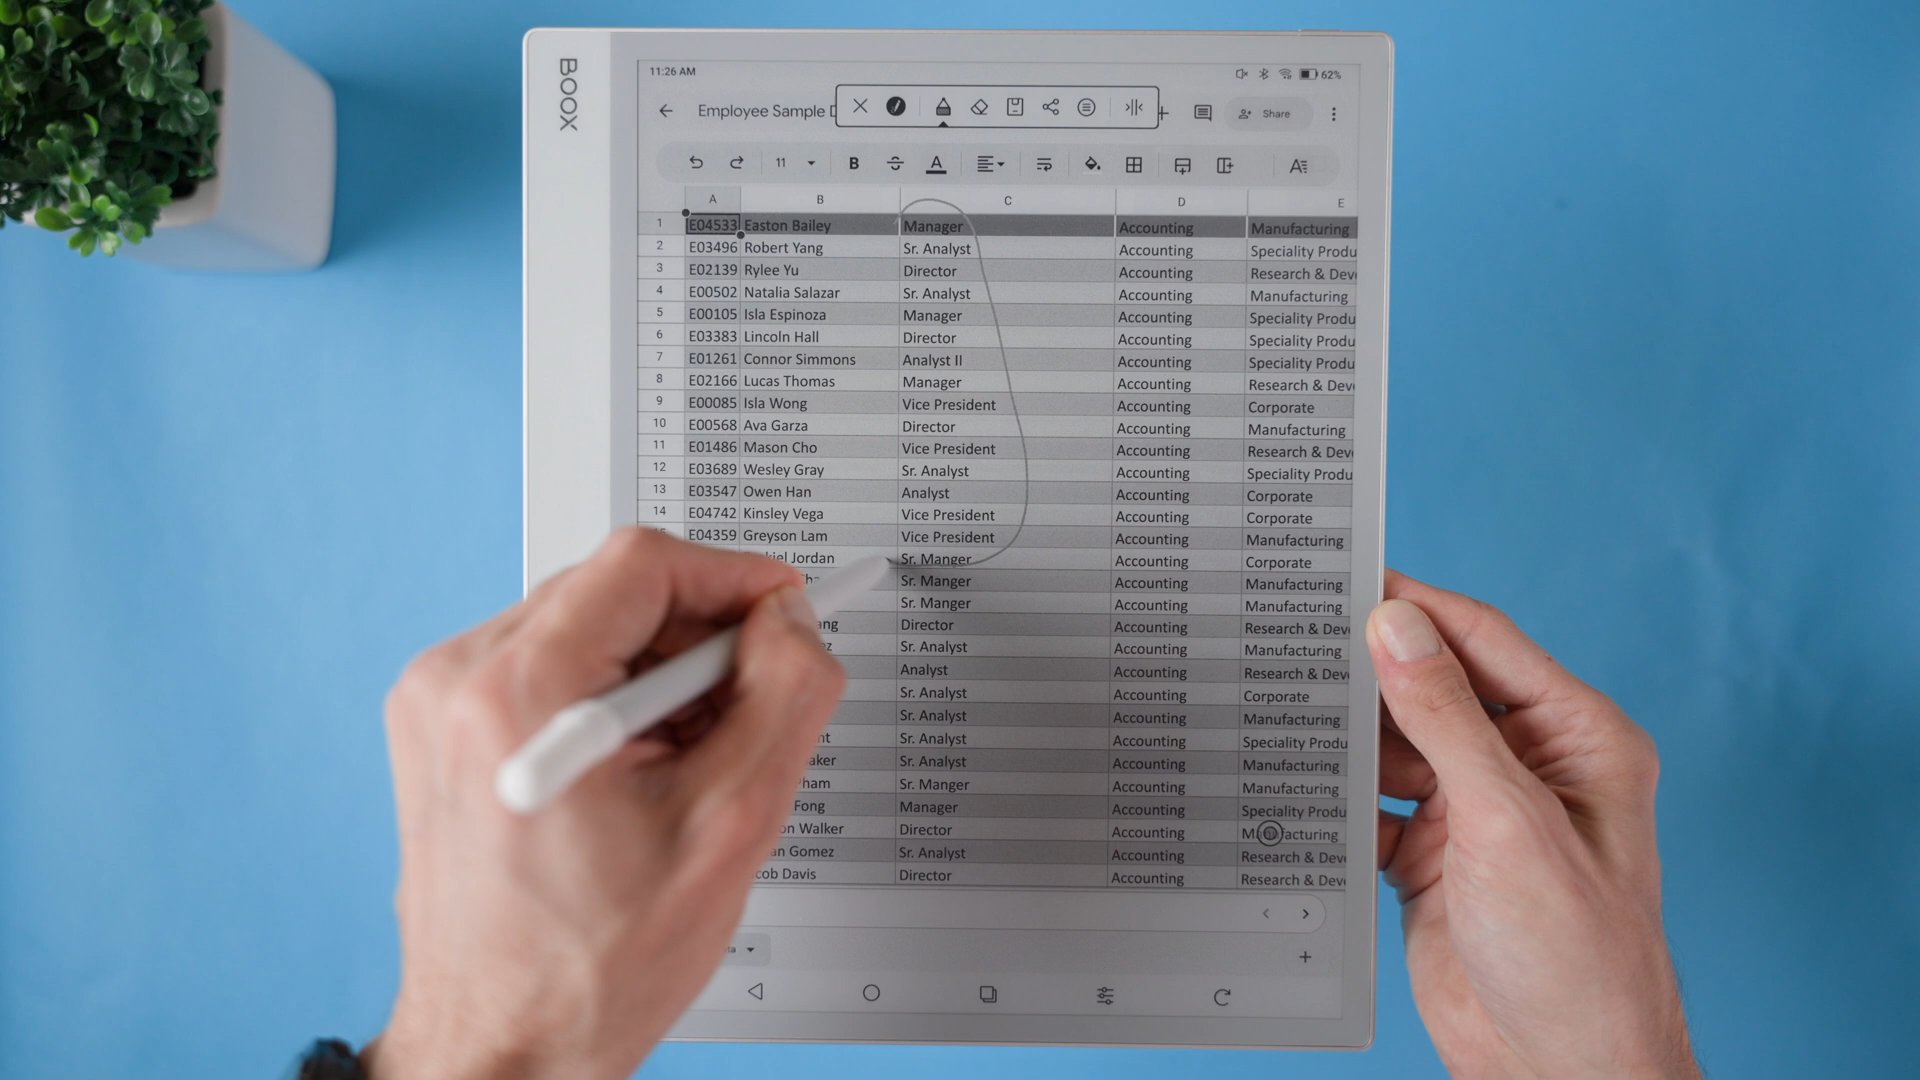 BOOX
11:26 AM
62%
Employee Sample
Share
11 B A A
A B C D E
1 E04533 Easton Bailey Manager Accounting Manufacturing
2 E03496 Robert Yang Sr. Analyst Accounting Speciality Produ
3 E02139 Rylee Yu Director Accounting Research & Dev
4 E00502 Natalia Salazar Sr. Analyst Accounting Manufacturing
5 E00105 Isla Espinoza Manager Accounting Speciality Produ
6 E03383 Lincoln Hall Director Accounting Speciality Produ
7 E01261 Connor Simmons Analyst II Accounting Speciality Produ
8 E02166 Lucas Thomas Manager Accounting Research & Dev
9 E00085 Isla Wong Vice President Accounting Corporate
10 E00568 Ava Garza Director Accounting Manufacturing
11 E01486 Mason Cho Vice President Accounting Research & Dev
12 E03689 Wesley Gray Sr. Analyst Accounting Speciality Produ
13 E03547 Owen Han Analyst Accounting Corporate
14 E04742 Kinsley Vega Vice President Accounting Corporate
E04359 Greyson Lam Vice President Accounting Manufacturing
Jordan Sr. Manger Accounting Corporate
Sr. Manger Accounting Manufacturing
Sr. Manger Accounting Manufacturing
ang Director Accounting Research & Dev
Sr. Analyst Accounting Manufacturing
Analyst Accounting Research & Dev
Sr. Analyst Accounting Corporate
Sr. Analyst Accounting Manufacturing
nt Sr. Analyst Accounting Speciality Produ
aker Sr. Analyst Accounting Manufacturing
Pham Sr. Manger Accounting Manufacturing
Fong Manager Accounting Speciality Produ
on Walker Director Accounting Manufacturing
an Gomez Sr. Analyst Accounting Research & Dev
cob Davis Director Accounting Research & Dev
ta